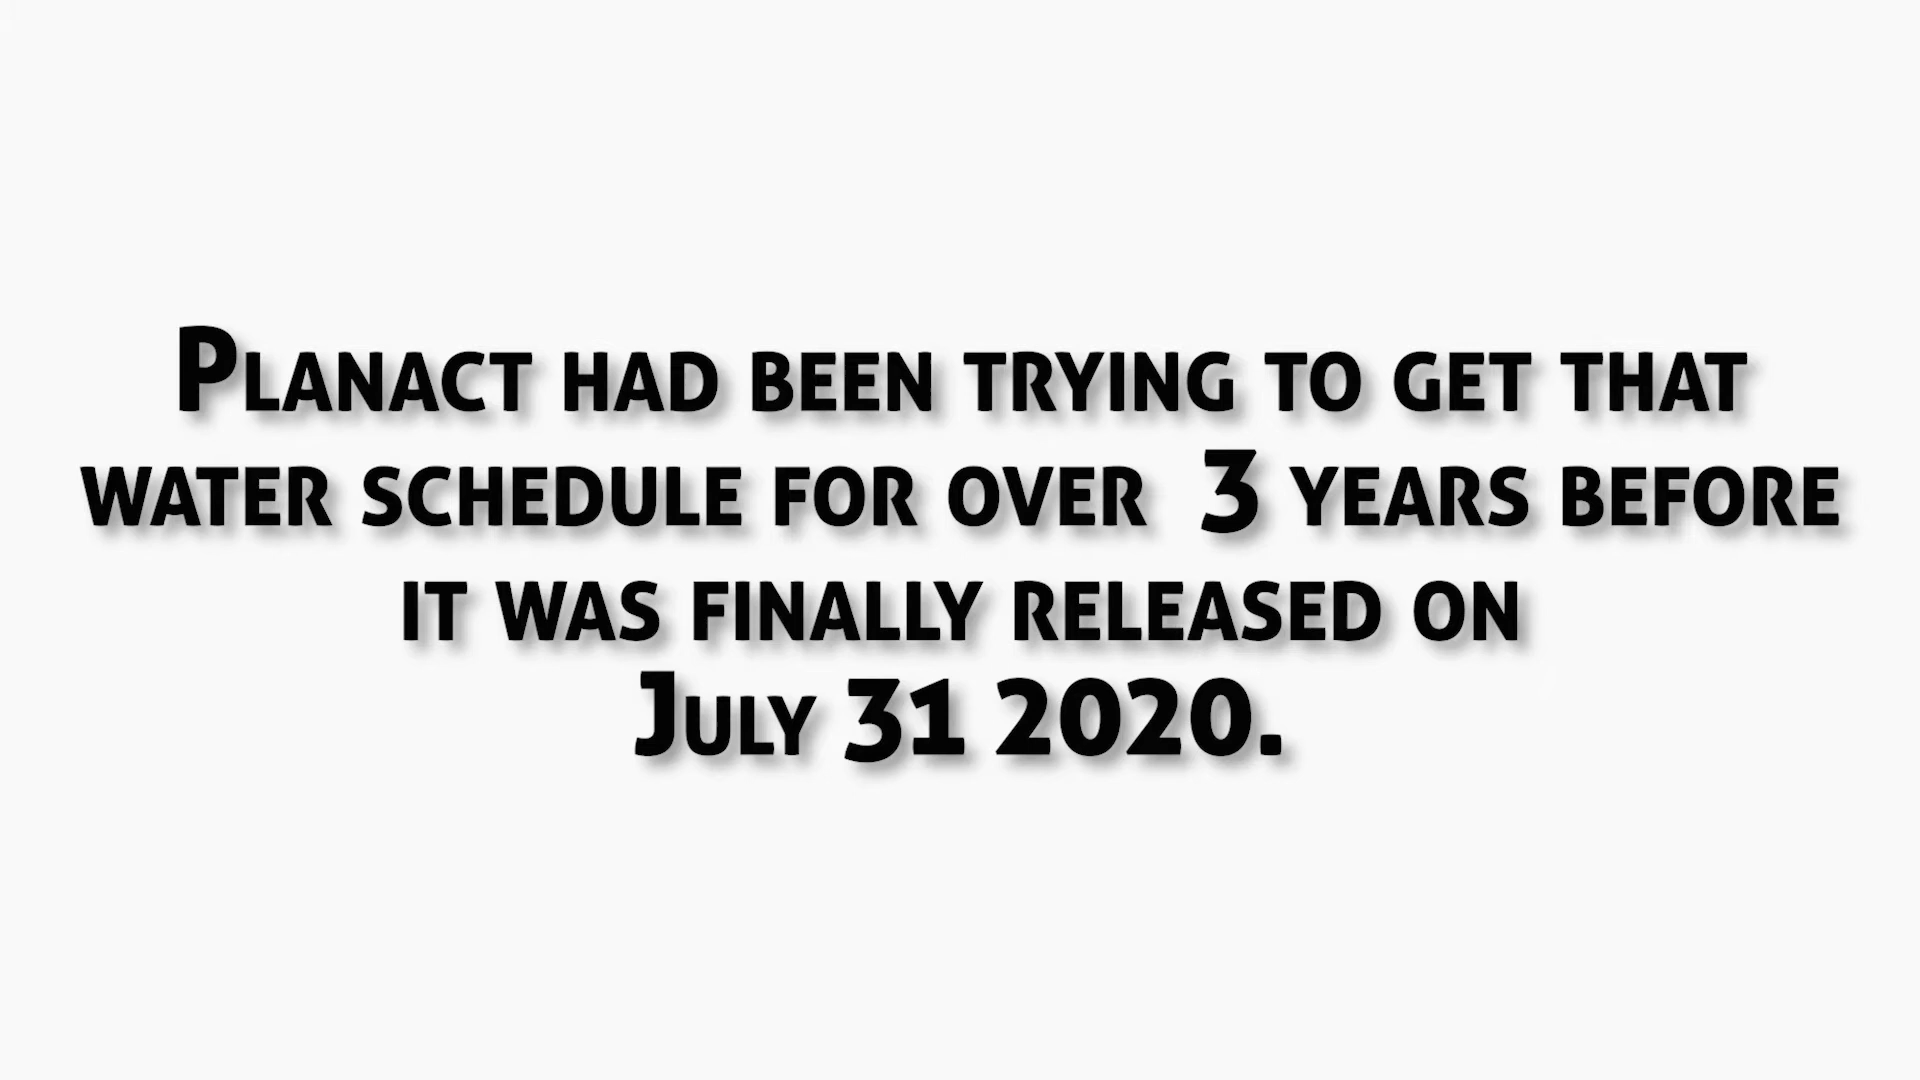 Planact had been trying to get that
water schedule for over  3 years before
it was finally released on
July 31 2020.